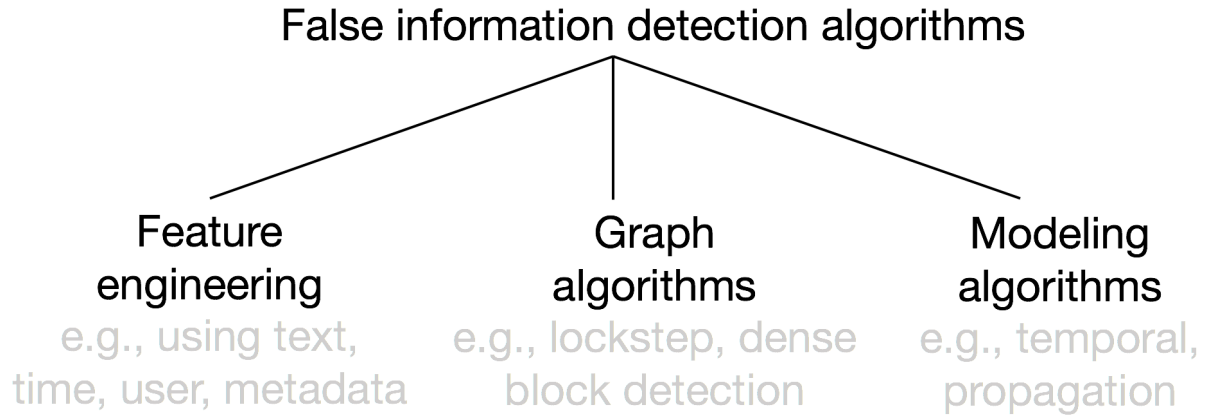 False information detection algorithms
Feature
engineering
e.g., using text,
time, user, metadata
Graph
algorithms
e.g., lockstep, dense
block detection
Modeling
algorithms
e.g., temporal,
propagation